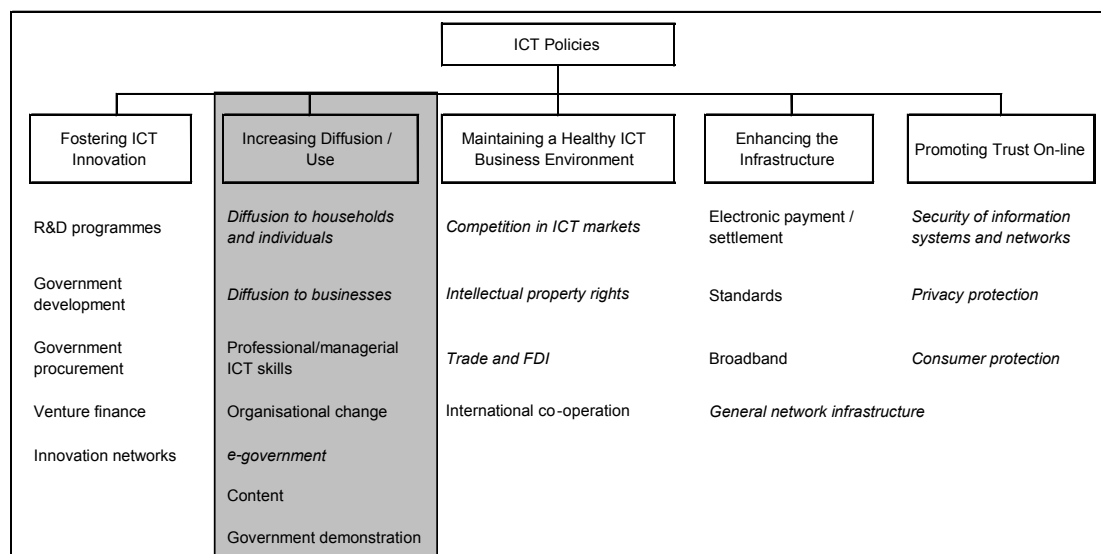 ICT Policies
Fostering ICT
Innovation
Increasing Diffusion /
Use
Maintaining a Healthy ICT
Business Environment
Enhancing the
Infrastructure
Promoting Trust On-line
R&D programmes
Government
development
Government
procurement
Venture finance
Innovation networks
Diffusion to households
and individuals
Diffusion to businesses
Professional/managerial
ICT skills
Organisational change
e-government
Content
Government demonstration
Competition in ICT markets
Intellectual property rights
Trade and FDI
International co-operation
Electronic payment /
settlement
Standards
Broadband
General network infrastructure
Security of information
systems and networks
Privacy protection
Consumer protection